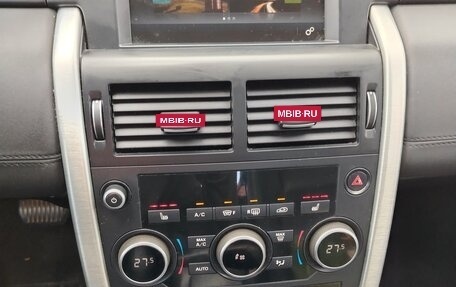 MBIB·RU
MBIB·RU
A/C
F
R
MAX
A/C
MAX
27.5
AUTO
27.5